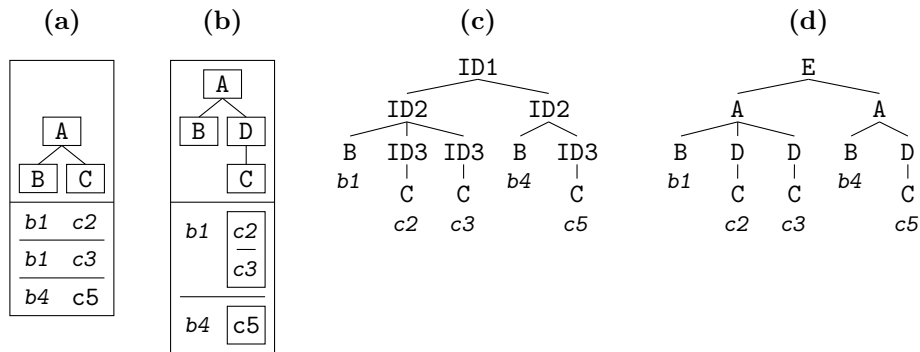 (a) (b) (c) (d)
A
B C
b1 c2
b1 c3
b4 c5
A
B D
C
b1 c2
c3
b4 c5
ID1
ID2 ID2
B ID3 ID3 B ID3
b1 C C b4 C
c2 c3 c5
E
A A
B D D B D
b1 C C b4 C
c2 c3 c5